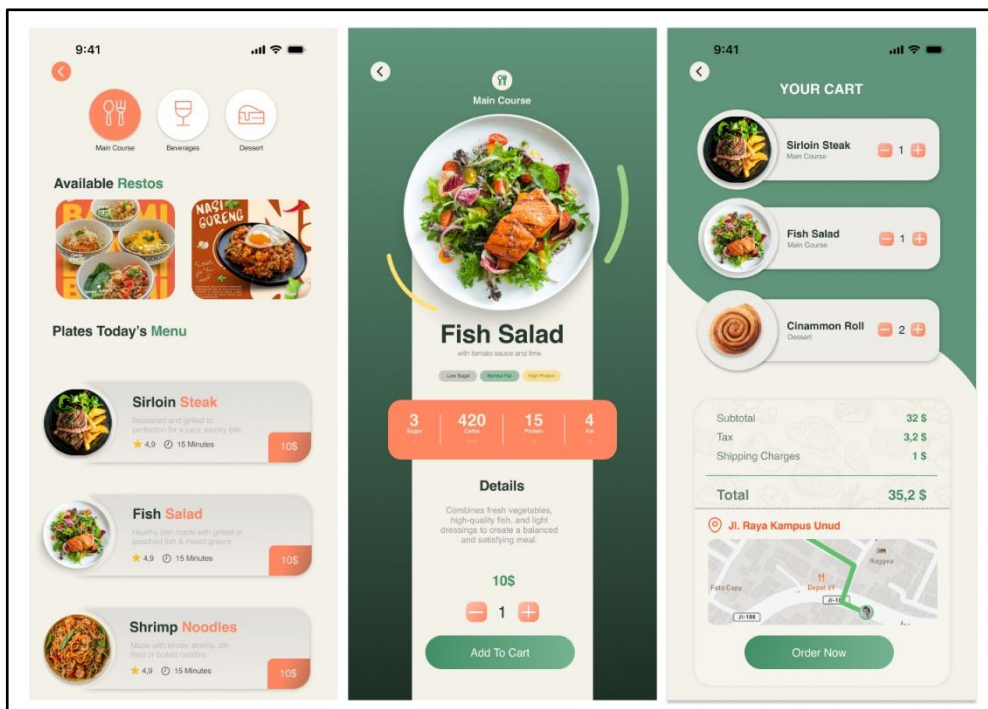 9:41
Main Course
Beverages
Dessert
Available Restos
NASI
GORENG
Plates Today's Menu
Sirloin Steak
Seasoned and grilled to
perfection for a juicy, savory bite.
4,9 15 Minutes
10$
Fish Salad
Healthy dish made with grilled or
poached fish & mixed greens
4,9 15 Minutes
10$
Shrimp Noodles
Made with tender shrimp, stir-
fried or boiled noodles
4,9 15 Minutes
10$
Main Course
Fish Salad
with tomato sauce and lime
Low Sugar
Normal Fat
High Protein
3 420 15 4
Sugar Carbs Protein Fat
Details
Combines fresh vegetables,
high-quality fish, and light
dressings to create a balanced
and satisfying meal.
10$
1
Add To Cart
9:41
YOUR CART
Sirloin Steak
Main Course
1
Fish Salad
Main Course
1
Cinammon Roll
Dessert
2
Subtotal 32 $
Tax 3,2 $
Shipping Charges 1 $
Total 35,2 $
Jl. Raya Kampus Unud
Raggea
Foto Copy
Depot 69
Jl-108
Order Now